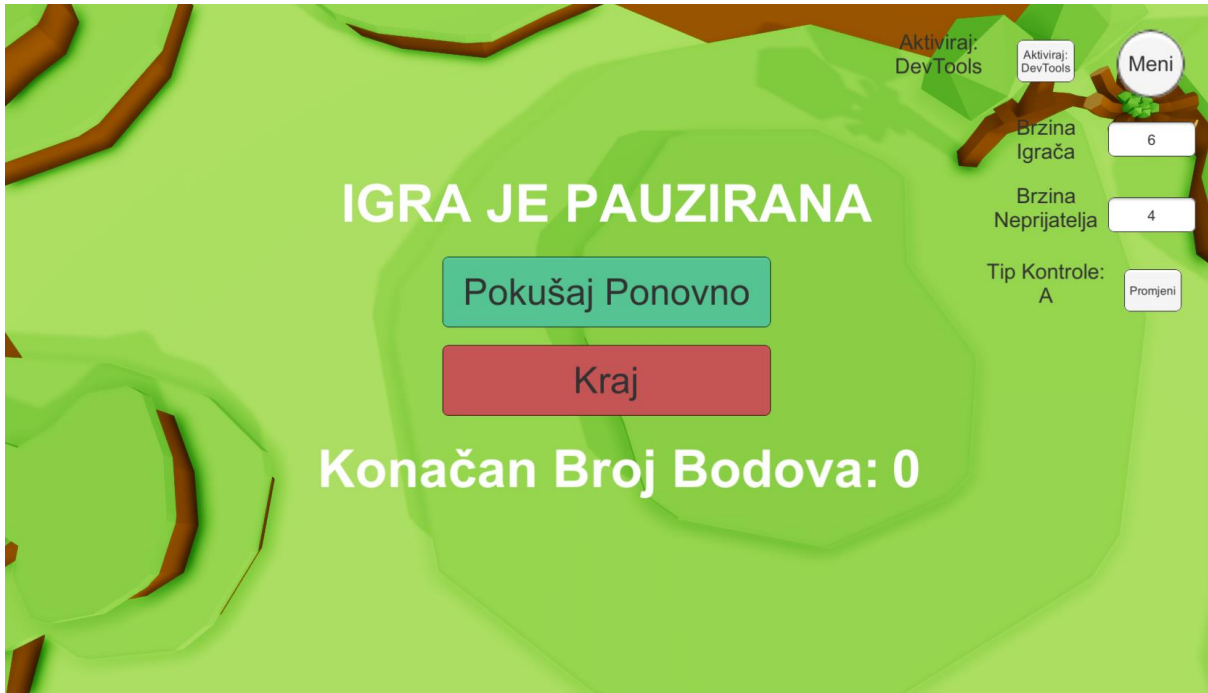 Aktiviraj:
DevTools
Aktiviraj:
DevTools
Meni
Brzina
Igrača
6
Brzina
Neprijatelja
4
Tip Kontrole:
A
Promjeni
IGRA JE PAUZIRANA
Pokušaj Ponovno
Kraj
Konačan Broj Bodova: 0